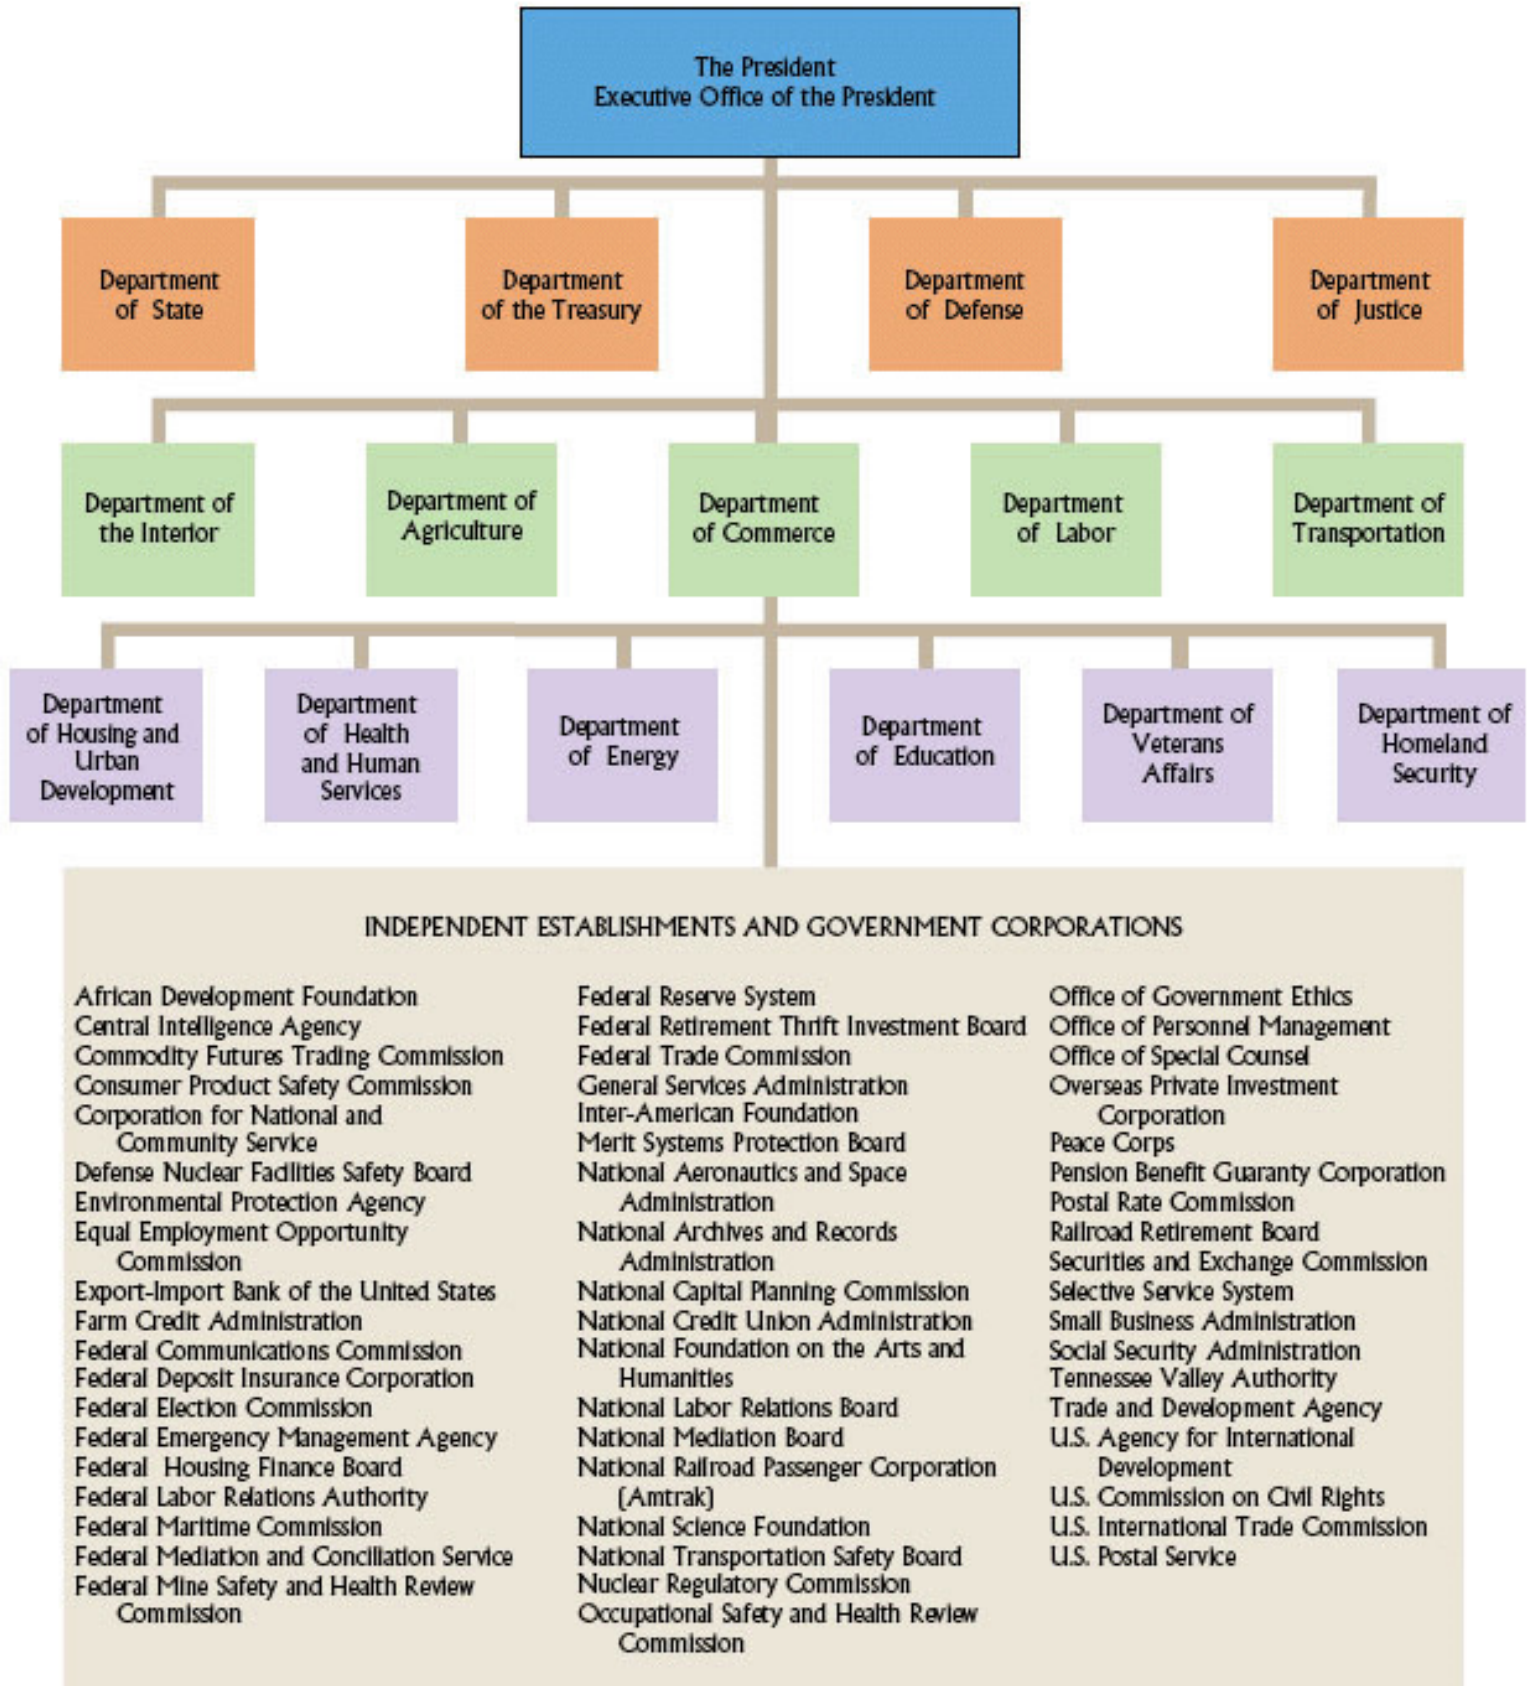 The President
Executive Office of the President
Department
of State
Department
of the Treasury
Department
of Defense
Department
of Justice
Department of
the Interior
Department of
Agriculture
Department
of Commerce
Department
of Labor
Department of
Transportation
Department
of Housing and
Urban
Development
Department
of Health
and Human
Services
Department
of Energy
Department
of Education
Department of
Veterans
Affairs
Department of
Homeland
Security
INDEPENDENT ESTABLISHMENTS AND GOVERNMENT CORPORATIONS
African Development Foundation
Central Intelligence Agency
Commodity Futures Trading Commission
Consumer Product Safety Commission
Corporation for National and
Community Service
Defense Nuclear Facilities Safety Board
Environmental Protection Agency
Equal Employment Opportunity
Commission
Export-Import Bank of the United States
Farm Credit Administration
Federal Communications Commission
Federal Deposit Insurance Corporation
Federal Election Commission
Federal Emergency Management Agency
Federal Housing Finance Board
Federal Labor Relations Authority
Federal Maritime Commission
Federal Mediation and Conciliation Service
Federal Mine Safety and Health Review
Commission
Federal Reserve System
Federal Retirement Thrift Investment Board
Federal Trade Commission
General Services Administration
Inter-American Foundation
Merit Systems Protection Board
National Aeronautics and Space
Administration
National Archives and Records
Administration
National Capital Planning Commission
National Credit Union Administration
National Foundation on the Arts and
Humanities
National Labor Relations Board
National Mediation Board
National Railroad Passenger Corporation
(Amtrak)
National Science Foundation
National Transportation Safety Board
Nuclear Regulatory Commission
Occupational Safety and Health Review
Commission
Office of Government Ethics
Office of Personnel Management
Office of Special Counsel
Overseas Private Investment
Corporation
Peace Corps
Pension Benefit Guaranty Corporation
Postal Rate Commission
Railroad Retirement Board
Securities and Exchange Commission
Selective Service System
Small Business Administration
Social Security Administration
Tennessee Valley Authority
Trade and Development Agency
U.S. Agency for International
Development
U.S. Commission on Civil Rights
U.S. International Trade Commission
U.S. Postal Service